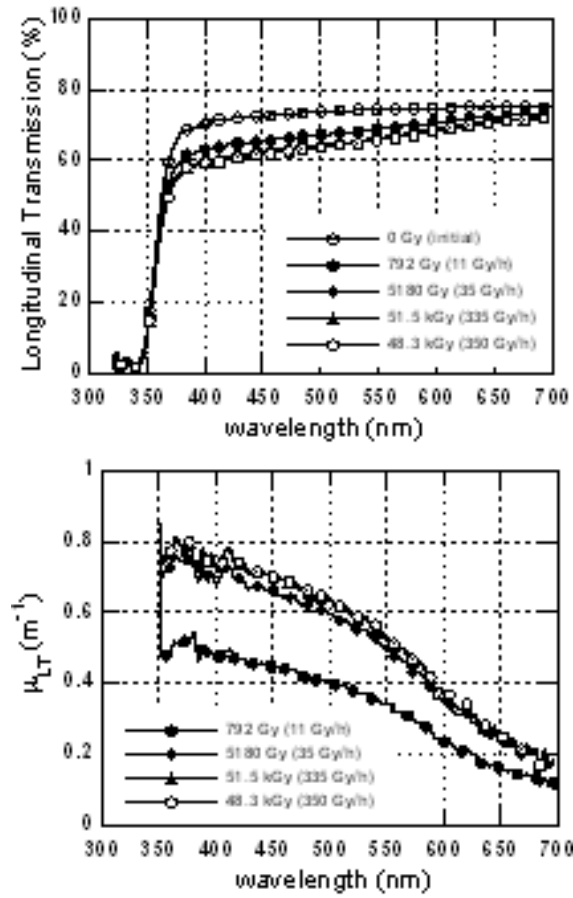 Longitudinal Transmission (%)
100
80
60
40
20
0
0 Gy (initial)
792 Gy (11 Gy/h)
5180 Gy (35 Gy/h)
51.5 kGy (335 Gy/h)
48.3 kGy (350 Gy/h)
300 350 400 450 500 550 600 650 700
wavelength (nm)
μLT (m-1)
1
0.8
0.6
0.4
0.2
0
792 Gy (11 Gy/h)
5180 Gy (35 Gy/h)
51.5 kGy (335 Gy/h)
48.3 kGy (350 Gy/h)
300 350 400 450 500 550 600 650 700
wavelength (nm)